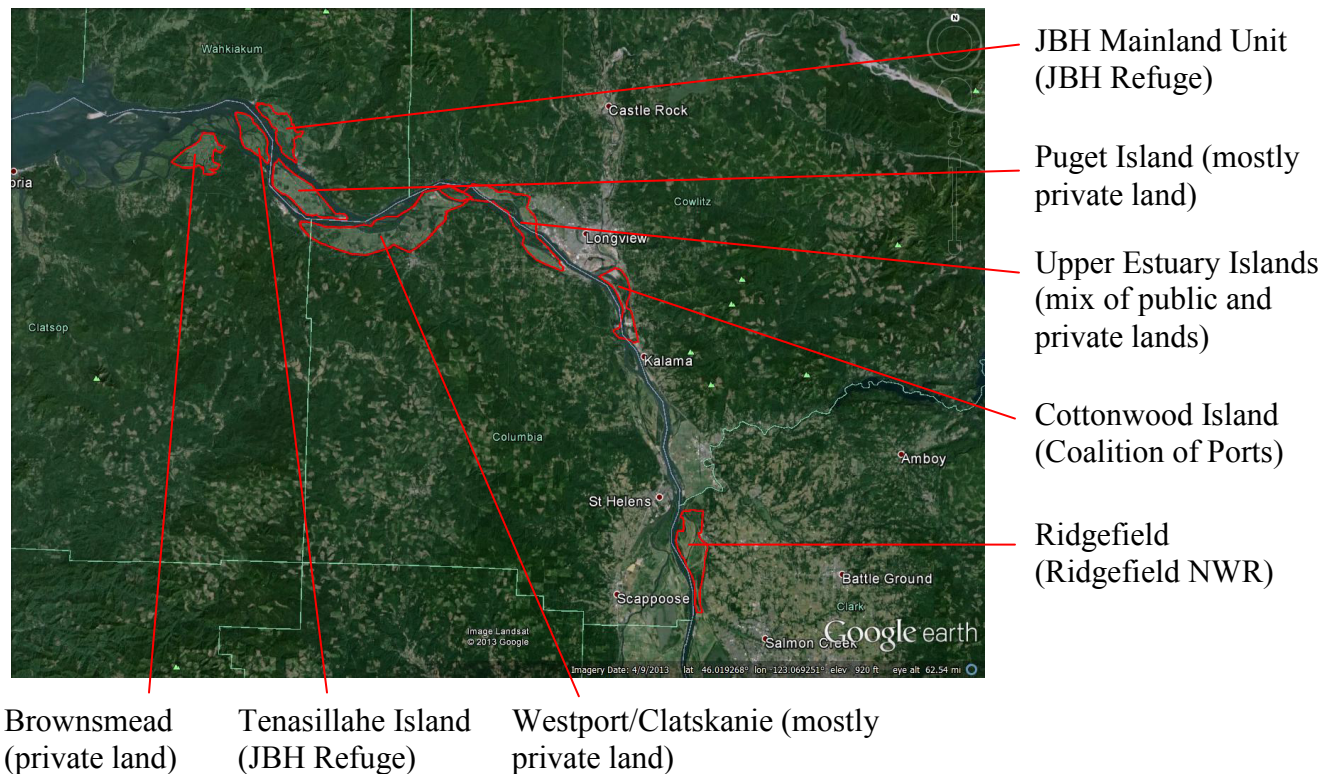 N
Wahkiakum
Castle Rock
oria
Cowlitz
Longview
Clatsop
Kalama
Columbia
Amboy
St Helens
Battle Ground
Clark
Scappoose
Salmon Creek
Google earth
Image Landsat
© 2013 Google
Imagery Date: 4/9/2013 lat 46.019268° lon -123.069251° elev 920 ft eye alt 62.54 mi
JBH Mainland Unit
(JBH Refuge)
Puget Island (mostly
private land)
Upper Estuary Islands
(mix of public and
private lands)
Cottonwood Island
(Coalition of Ports)
Ridgefield
(Ridgefield NWR)
Brownsmead
(private land)
Tenasillahe Island
(JBH Refuge)
Westport/Clatskanie (mostly
private land)